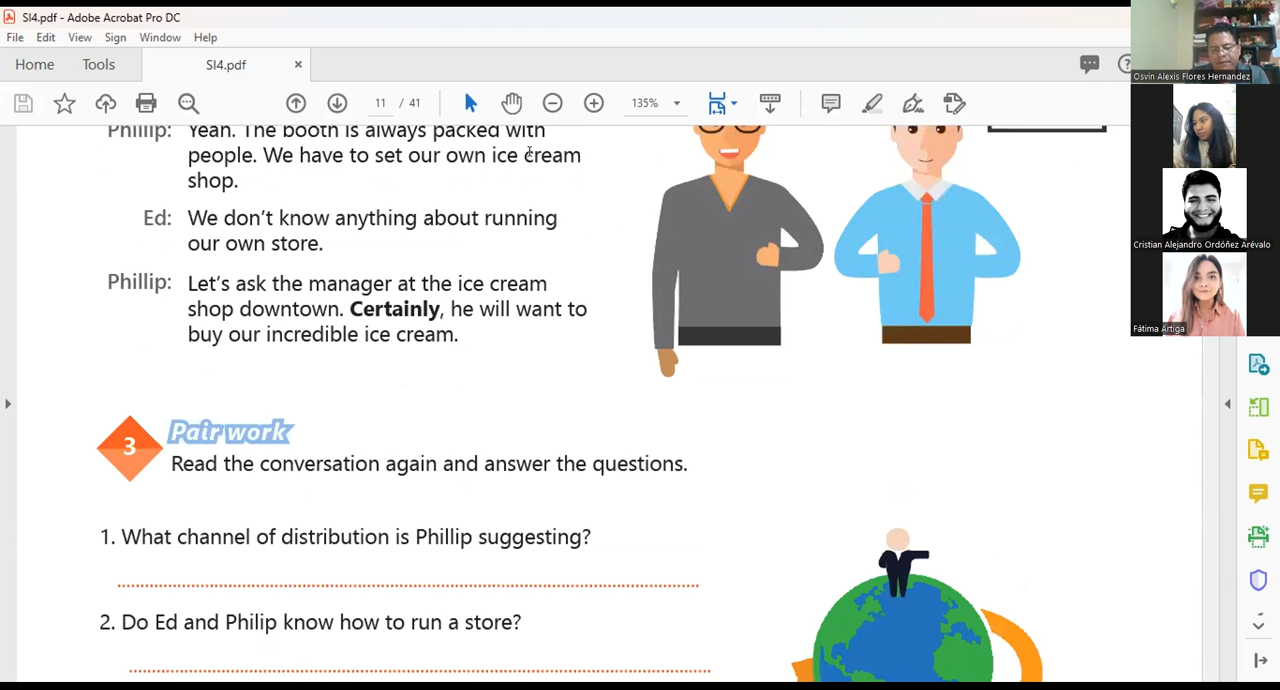 SI4.pdf - Adobe Acrobat Pro DC
File Edit View Sign Window Help
Home Tools SI4.pdf ×
11 / 41 135%
Osvin Alexis Flores Hernandez
Cristian Alejandro Ordóñez Arévalo
Fátima Artiga
Phillip: Yeah. The booth is always packed with
people. We have to set our own ice cream
shop.
Ed: We don't know anything about running
our own store.
Phillip: Let's ask the manager at the ice cream
shop downtown. Certainly, he will want to
buy our incredible ice cream.
3 Pair work
Read the conversation again and answer the questions.
1. What channel of distribution is Phillip suggesting?
2. Do Ed and Philip know how to run a store?